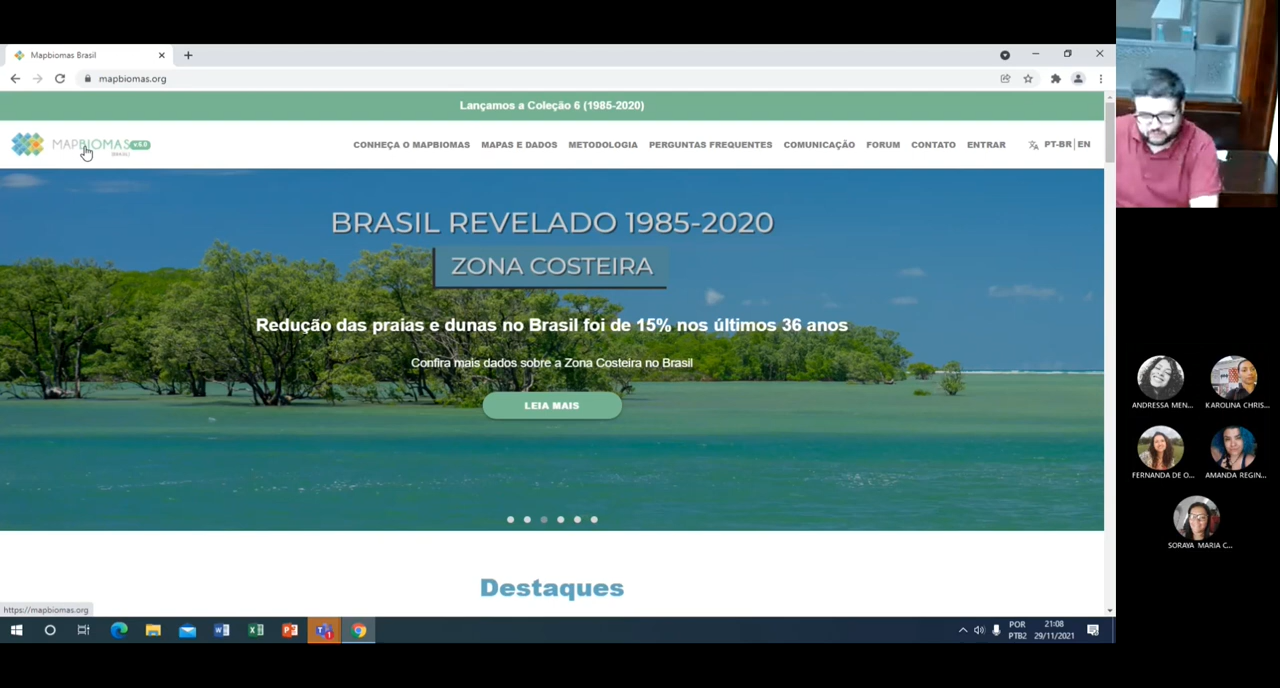 Mapbiomas Brasil
mapbiomas.org
Lançamos a Coleção 6 (1985-2020)
MAPBIOMAS v 6.0
[BRASIL]
CONHEÇA O MAPBIOMAS MAPAS E DADOS METODOLOGIA PERGUNTAS FREQUENTES COMUNICAÇÃO FORUM CONTATO ENTRAR PT-BR EN
BRASIL REVELADO 1985-2020
ZONA COSTEIRA
Redução das praias e dunas no Brasil foi de 15% nos últimos 36 anos
Confira mais dados sobre a Zona Costeira no Brasil
LEIA MAIS
Destaques
https://mapbiomas.org
POR
PTB2
21:08
29/11/2021
ANDRESSA MEN...
KAROLINA CHRIS...
FERNANDA DE O...
AMANDA REGIN...
SORAYA MARIA C...